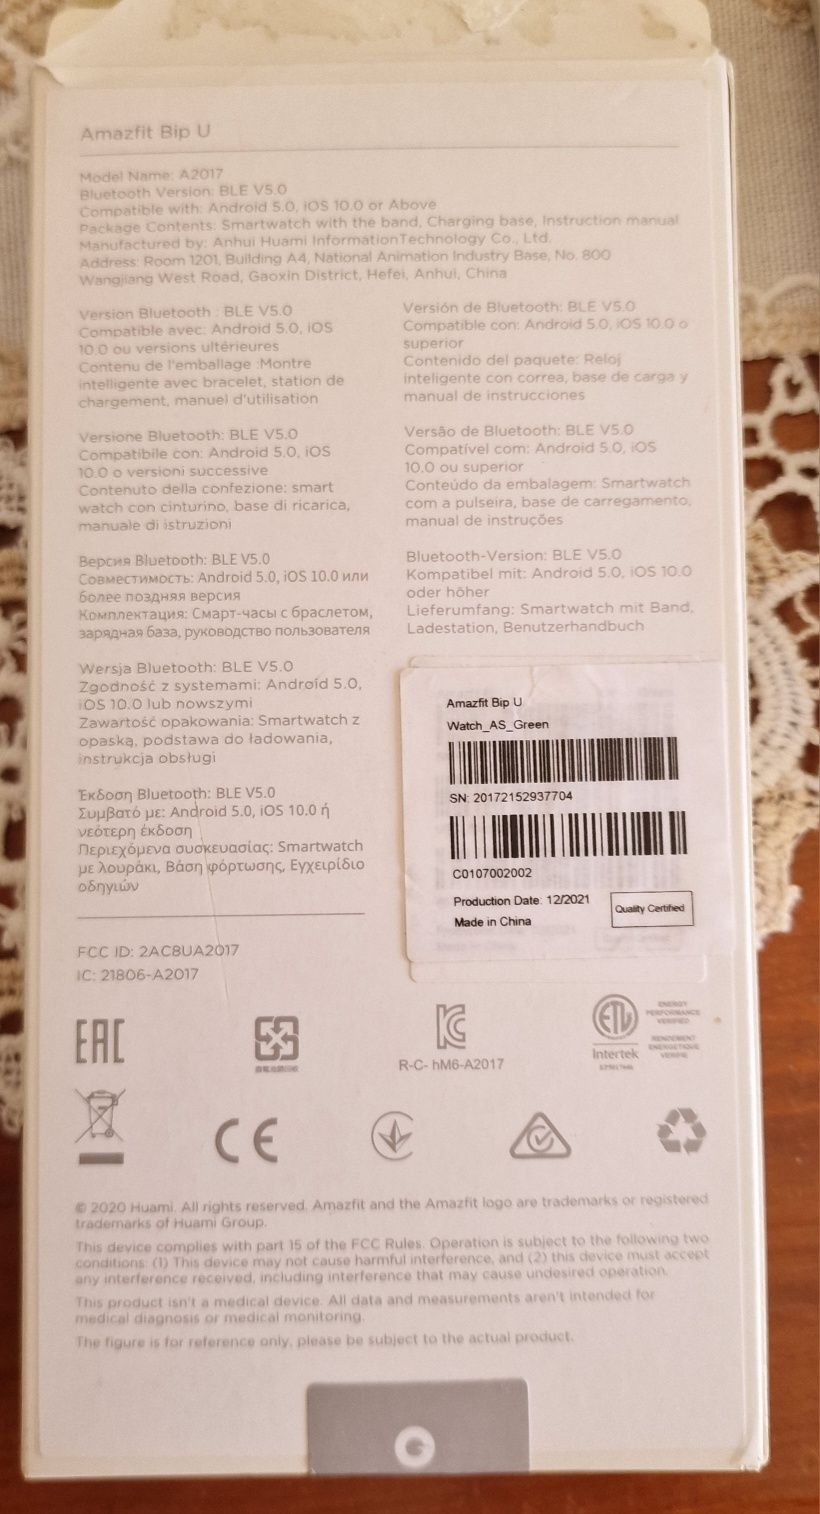 Amazfit Bip U
Model Name: A2017
Bluetooth Version: BLE V5.0
Compatible with: Android 5.0, iOS 10.0 or Above
Package Contents: Smartwatch with the band, Charging base, Instruction manual
Manufactured by: Anhui Huami InformationTechnology Co., Ltd.
Address: Room 1201, Building A4, National Animation Industry Base, No. 800
Wangjiang West Road, Gaoxin District, Hefei, Anhui, China
Version Bluetooth : BLE V5.0
Compatible avec: Android 5.0, iOS
10.0 ou versions ultérieures
Contenu de l'emballage :Montre
intelligente avec bracelet, station de
chargement, manuel d'utilisation
Versión de Bluetooth: BLE V5.0
Compatible con: Android 5.0, iOS 10.0 o
superior
Contenido del paquete: Reloj
inteligente con correa, base de carga y
manual de instrucciones
Versione Bluetooth: BLE V5.0
Compatibile con: Android 5.0, iOS
10.0 o versioni successive
Contenuto della confezione: smart
watch con cinturino, base di ricarica,
manuale di istruzioni
Versão de Bluetooth: BLE V5.0
Compatível com: Android 5.0, iOS
10.0 ou superior
Conteúdo da embalagem: Smartwatch
com a pulseira, base de carregamento,
manual de instruções
Версия Bluetooth: BLE V5.0
Совместимость: Android 5.0, iOS 10.0 или
более поздняя версия
Комплектация: Смарт-часы с браслетом,
зарядная база, руководство пользователя
Bluetooth-Version: BLE V5.0
Kompatibel mit: Android 5.0, iOS 10.0
oder höher
Lieferumfang: Smartwatch mit Band,
Ladestation, Benutzerhandbuch
Wersja Bluetooth: BLE V5.0
Zgodność z systemami: Android 5.0,
iOS 10.0 lub nowszymi
Zawartość opakowania: Smartwatch z
opaską, podstawa do ładowania,
instrukcja obsługi
Έκδοση Bluetooth: BLE V5.0
Συμβατό με: Android 5.0, iOS 10.0 ή
νεότερη έκδοση
Περιεχόμενα συσκευασίας: Smartwatch
με λουράκι, Βάση φόρτωσης, Εγχειρίδιο
οδηγιών
Amazfit Bip U
Watch_AS_Green
SN: 20172152937704
C0107002002
Production Date: 12/2021
Made in China
Quality Certified
FCC ID: 2AC8UA2017
IC: 21806-A2017
EAC
R-C- hM6-A2017
ETL
Intertek
ENERGY
PERFORMANCE
VERIFIED
RENDEMENT
ENERGETIQUE
VERIFIE
CE
© 2020 Huami. All rights reserved. Amazfit and the Amazfit logo are trademarks or registered
trademarks of Huami Group.
This device complies with part 15 of the FCC Rules. Operation is subject to the following two
conditions: (1) This device may not cause harmful interference, and (2) this device must accept
any interference received, including interference that may cause undesired operation.
This product isn't a medical device. All data and measurements aren't intended for
medical diagnosis or medical monitoring.
The figure is for reference only, please be subject to the actual product.